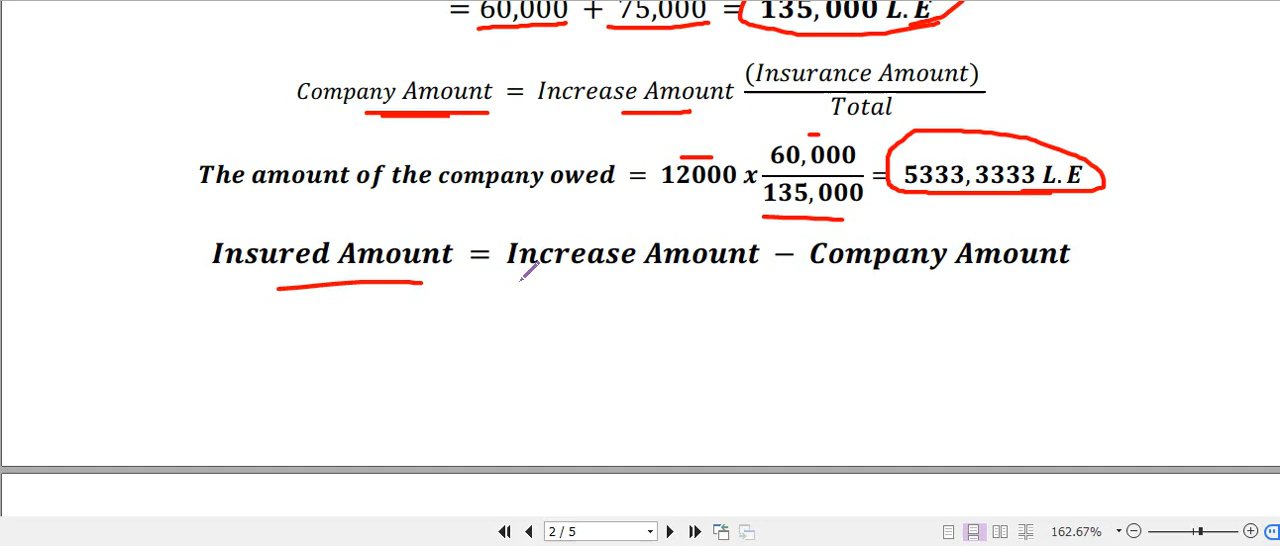 = 60,000 + 75,000 = 135,000 L.E
Company Amount = Increase Amount (Insurance Amount) / Total
The amount of the company owed = 12000 x 60,000 / 135,000 = 5333,3333 L.E
Insured Amount = Increase Amount − Company Amount
2 / 5
162.67%